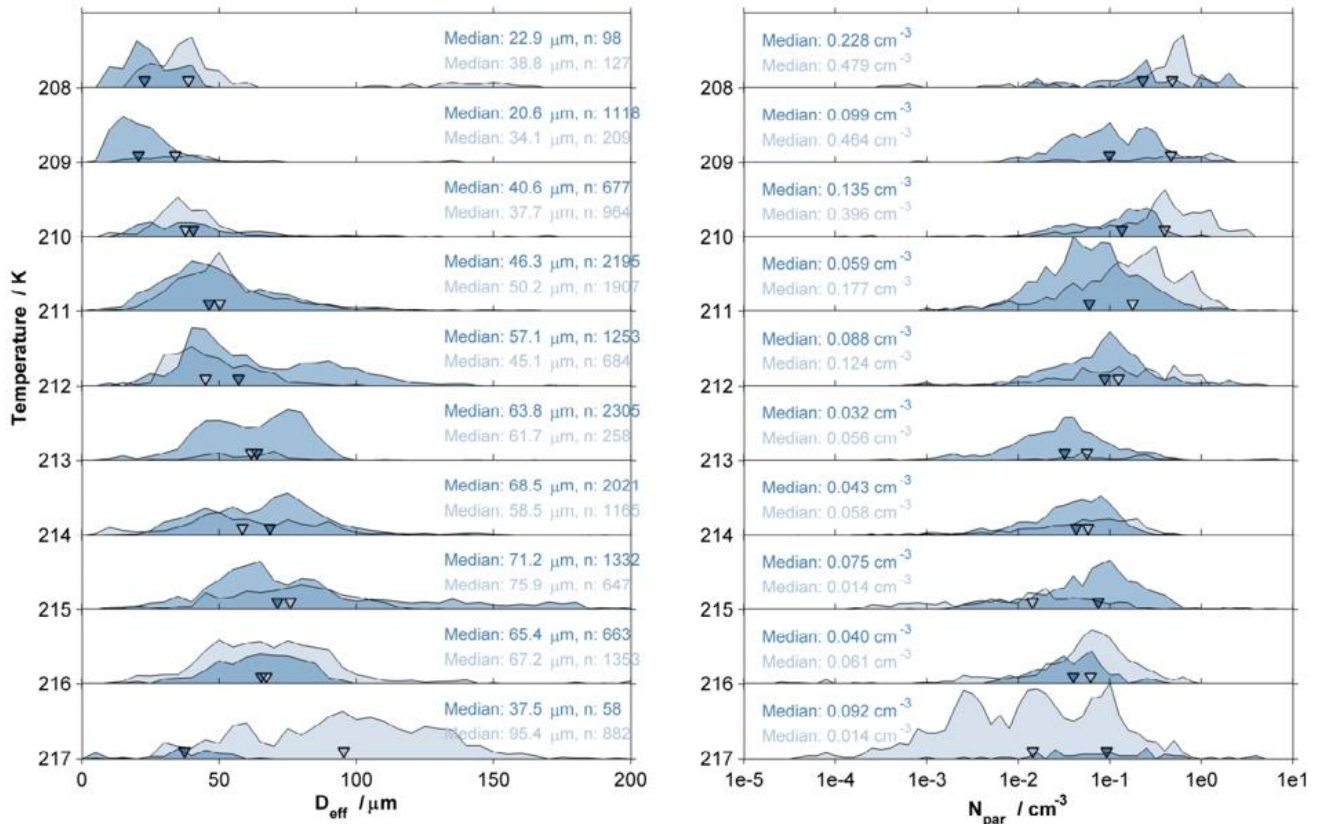 Temperature / K
208
Median: 22.9 μm, n: 98
Median: 38.8 μm, n: 127
209
Median: 20.6 μm, n: 1118
Median: 34.1 μm, n: 209
210
Median: 40.6 μm, n: 677
Median: 37.7 μm, n: 964
211
Median: 46.3 μm, n: 2195
Median: 50.2 μm, n: 1907
212
Median: 57.1 μm, n: 1253
Median: 45.1 μm, n: 684
213
Median: 63.8 μm, n: 2305
Median: 61.7 μm, n: 258
214
Median: 68.5 μm, n: 2021
Median: 58.5 μm, n: 1165
215
Median: 71.2 μm, n: 1332
Median: 75.9 μm, n: 647
216
Median: 65.4 μm, n: 663
Median: 67.2 μm, n: 1353
217
Median: 37.5 μm, n: 58
Median: 95.4 μm, n: 882
0 50 100 150 200
D_eff / μm
208
Median: 0.228 cm⁻³
Median: 0.479 cm⁻³
209
Median: 0.099 cm⁻³
Median: 0.464 cm⁻³
210
Median: 0.135 cm⁻³
Median: 0.396 cm⁻³
211
Median: 0.059 cm⁻³
Median: 0.177 cm⁻³
212
Median: 0.088 cm⁻³
Median: 0.124 cm⁻³
213
Median: 0.032 cm⁻³
Median: 0.056 cm⁻³
214
Median: 0.043 cm⁻³
Median: 0.058 cm⁻³
215
Median: 0.075 cm⁻³
Median: 0.014 cm⁻³
216
Median: 0.040 cm⁻³
Median: 0.061 cm⁻³
217
Median: 0.092 cm⁻³
Median: 0.014 cm⁻³
1e-5 1e-4 1e-3 1e-2 1e-1 1e0 1e1
N_par / cm⁻³